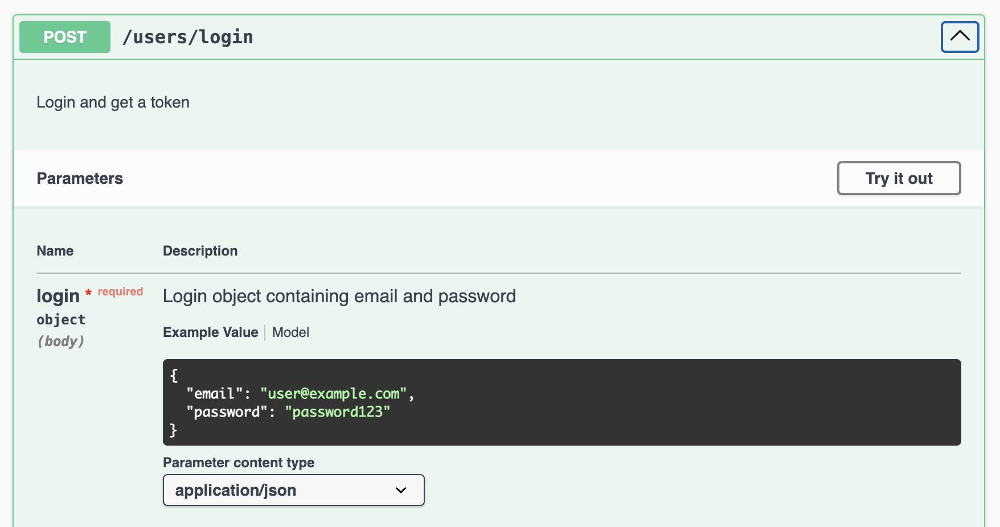 POST /users/login
Login and get a token
Parameters
Try it out
Name Description
login * required
object
(body)
Login object containing email and password
Example Value Model
{
  "email": "user@example.com",
  "password": "password123"
}
Parameter content type
application/json